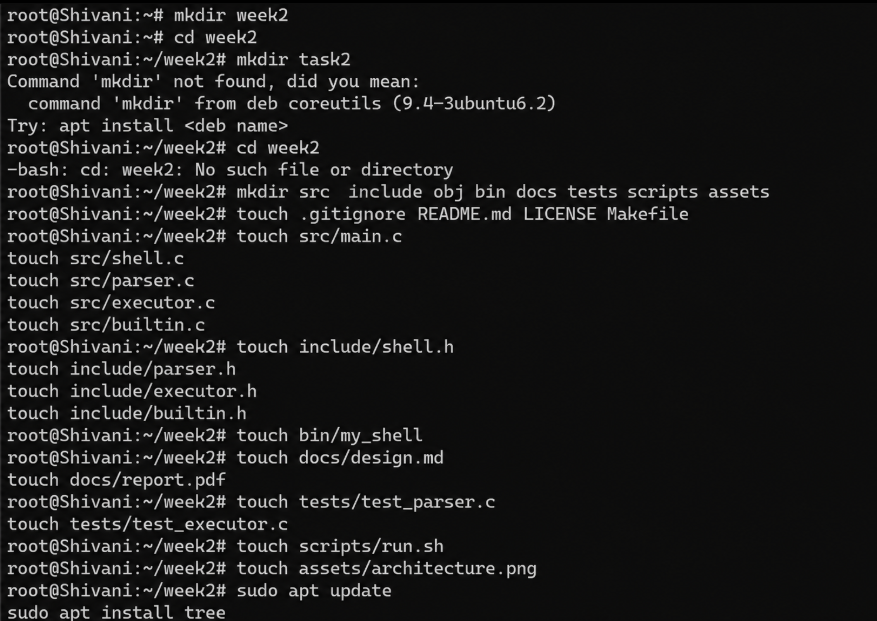 root@Shivani:~# mkdir week2
root@Shivani:~# cd week2
root@Shivani:~/week2# mkdir task2
Command 'mkdir' not found, did you mean:
  command 'mkdir' from deb coreutils (9.4-3ubuntu6.2)
Try: apt install <deb name>
root@Shivani:~/week2# cd week2
-bash: cd: week2: No such file or directory
root@Shivani:~/week2# mkdir src  include obj bin docs tests scripts assets
root@Shivani:~/week2# touch .gitignore README.md LICENSE Makefile
root@Shivani:~/week2# touch src/main.c
touch src/shell.c
touch src/parser.c
touch src/executor.c
touch src/builtin.c
root@Shivani:~/week2# touch include/shell.h
touch include/parser.h
touch include/executor.h
touch include/builtin.h
root@Shivani:~/week2# touch bin/my_shell
root@Shivani:~/week2# touch docs/design.md
touch docs/report.pdf
root@Shivani:~/week2# touch tests/test_parser.c
touch tests/test_executor.c
root@Shivani:~/week2# touch scripts/run.sh
root@Shivani:~/week2# touch assets/architecture.png
root@Shivani:~/week2# sudo apt update
sudo apt install tree